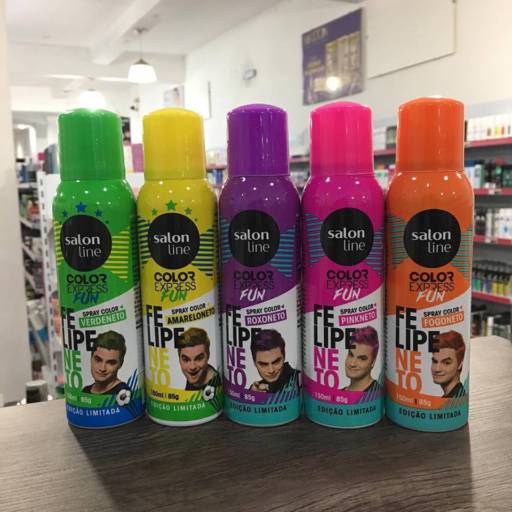 salon
line
COLOR
EXPRESS
FUN
SPRAY COLOR
VERDENETO
FE
LIPE
NE
TO
150ml 85g
EDIÇÃO LIMITADA
salon
line
COLOR
EXPRESS
FUN
SPRAY COLOR
AMARELONETO
FE
LIPE
NE
TO
150ml 85g
EDIÇÃO LIMITADA
salon
line
COLOR
EXPRESS
FUN
SPRAY COLOR
ROXONETO
FE
LIPE
NE
TO
150ml 85g
EDIÇÃO LIMITADA
salon
line
COLOR
EXPRESS
FUN
SPRAY COLOR
PINKNETO
FE
LIPE
NE
TO
150ml 85g
EDIÇÃO LIMITADA
salon
line
COLOR
EXPRESS
FUN
SPRAY COLOR
FOGONETO
FE
LIPE
NE
TO
150ml 85g
EDIÇÃO LIMITADA